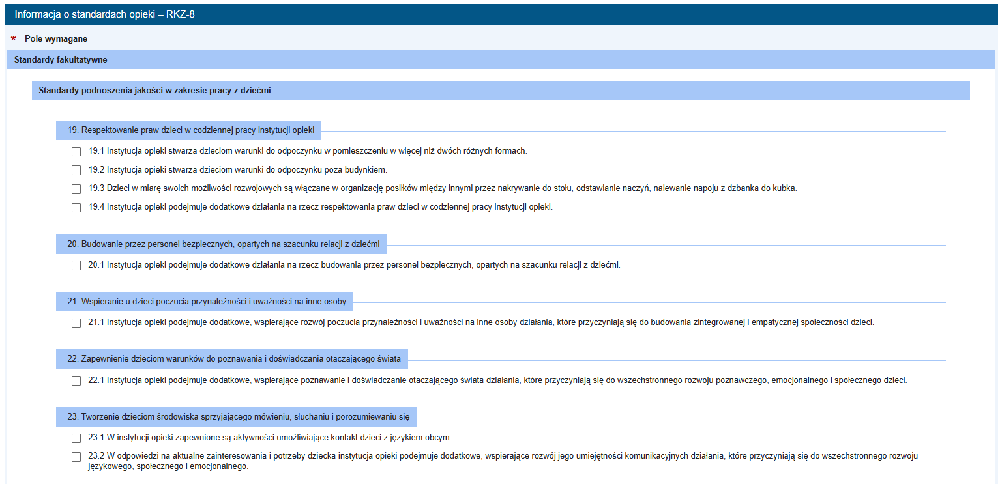 Informacja o standardach opieki – RKZ-8
* - Pole wymagane
Standardy fakultatywne
Standardy podnoszenia jakości w zakresie pracy z dziećmi
19. Respektowanie praw dzieci w codziennej pracy instytucji opieki
19.1 Instytucja opieki stwarza dzieciom warunki do odpoczynku w pomieszczeniu w więcej niż dwóch różnych formach.
19.2 Instytucja opieki stwarza dzieciom warunki do odpoczynku poza budynkiem.
19.3 Dzieci w miarę swoich możliwości rozwojowych są włączane w organizację posiłków między innymi przez nakrywanie do stołu, odstawianie naczyń, nalewanie napoju z dzbanka do kubka.
19.4 Instytucja opieki podejmuje dodatkowe działania na rzecz respektowania praw dzieci w codziennej pracy instytucji opieki.
20. Budowanie przez personel bezpiecznych, opartych na szacunku relacji z dziećmi
20.1 Instytucja opieki podejmuje dodatkowe działania na rzecz budowania przez personel bezpiecznych, opartych na szacunku relacji z dziećmi.
21. Wspieranie u dzieci poczucia przynależności i uważności na inne osoby
21.1 Instytucja opieki podejmuje dodatkowe, wspierające rozwój poczucia przynależności i uważności na inne osoby działania, które przyczyniają się do budowania zintegrowanej i empatycznej społeczności dzieci.
22. Zapewnienie dzieciom warunków do poznawania i doświadczania otaczającego świata
22.1 Instytucja opieki podejmuje dodatkowe, wspierające poznawanie i doświadczanie otaczającego świata działania, które przyczyniają się do wszechstronnego rozwoju poznawczego, emocjonalnego i społecznego dzieci.
23. Tworzenie dzieciom środowiska sprzyjającego mówieniu, słuchaniu i porozumiewaniu się
23.1 W instytucji opieki zapewnione są aktywności umożliwiające kontakt dzieci z językiem obcym.
23.2 W odpowiedzi na aktualne zainteresowania i potrzeby dziecka instytucja opieki podejmuje dodatkowe, wspierające rozwój jego umiejętności komunikacyjnych działania, które przyczyniają się do wszechstronnego rozwoju
językowego, społecznego i emocjonalnego.